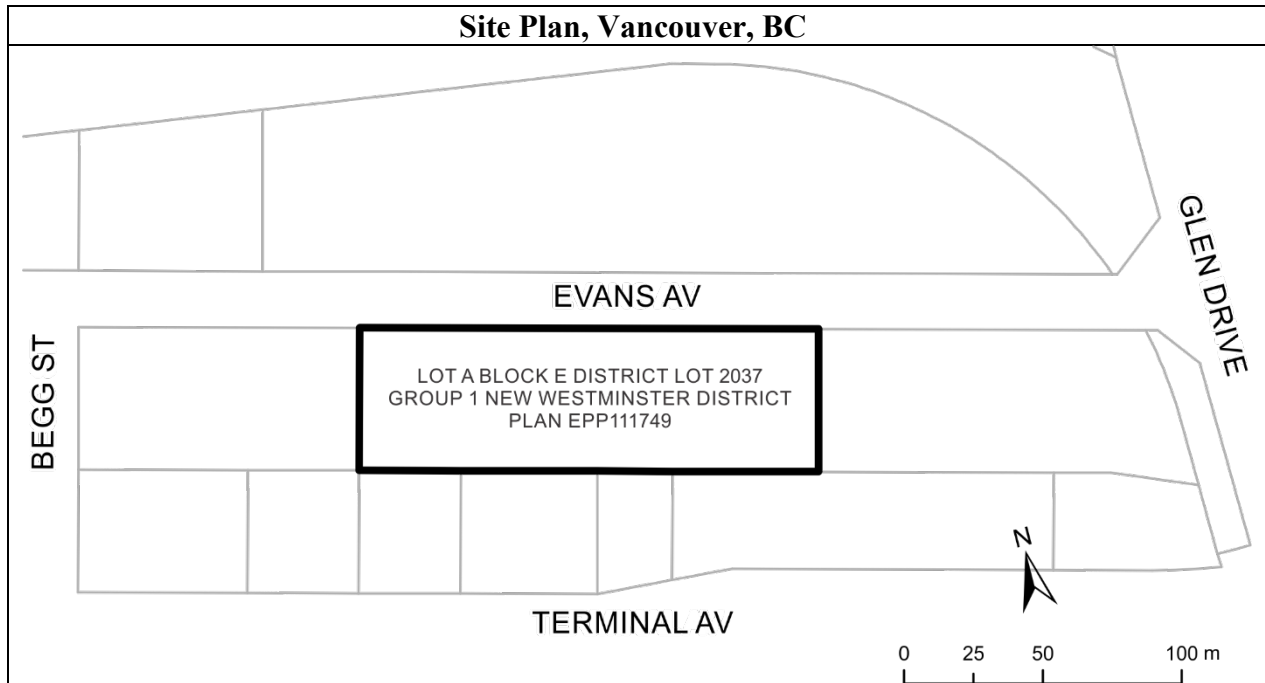 Site Plan, Vancouver, BC
GLEN DRIVE
EVANS AV
BEGG ST
LOT A BLOCK E DISTRICT LOT 2037
GROUP 1 NEW WESTMINSTER DISTRICT
PLAN EPP111749
N
TERMINAL AV
0 25 50 100 m